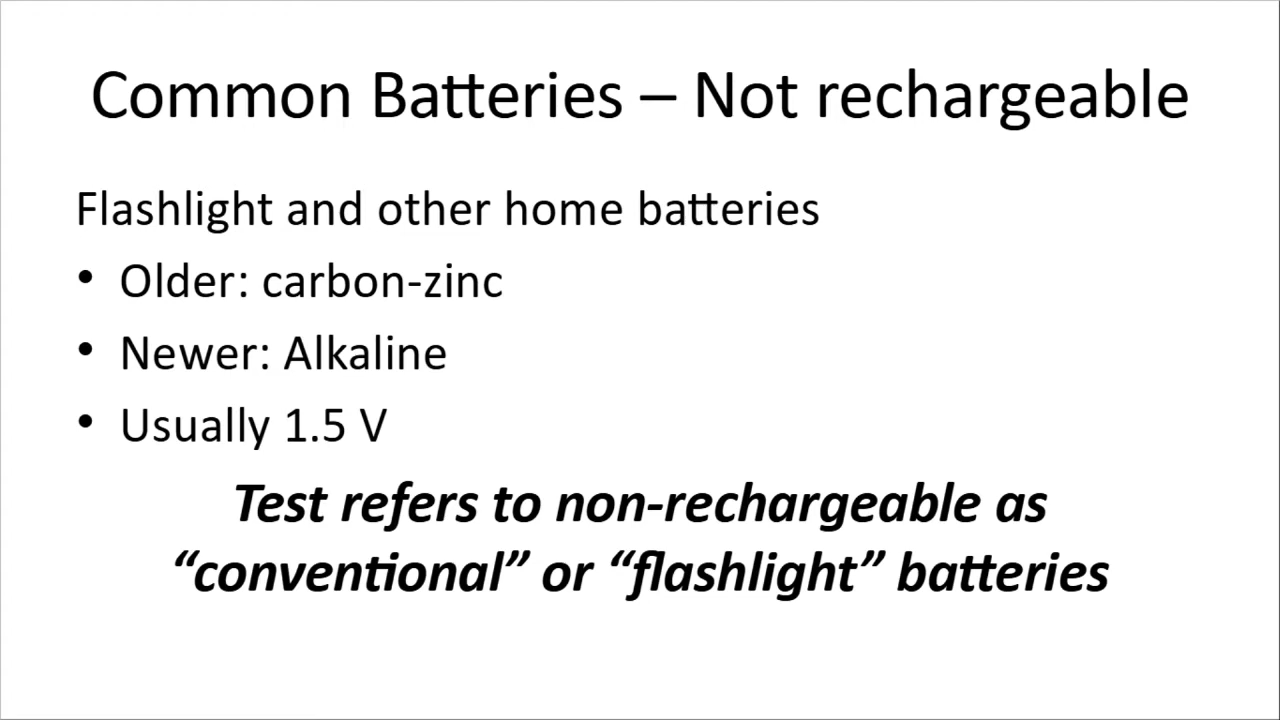 Common Batteries – Not rechargeable
Flashlight and other home batteries
• Older: carbon-zinc
• Newer: Alkaline
• Usually 1.5 V
Test refers to non-rechargeable as
“conventional” or “flashlight” batteries